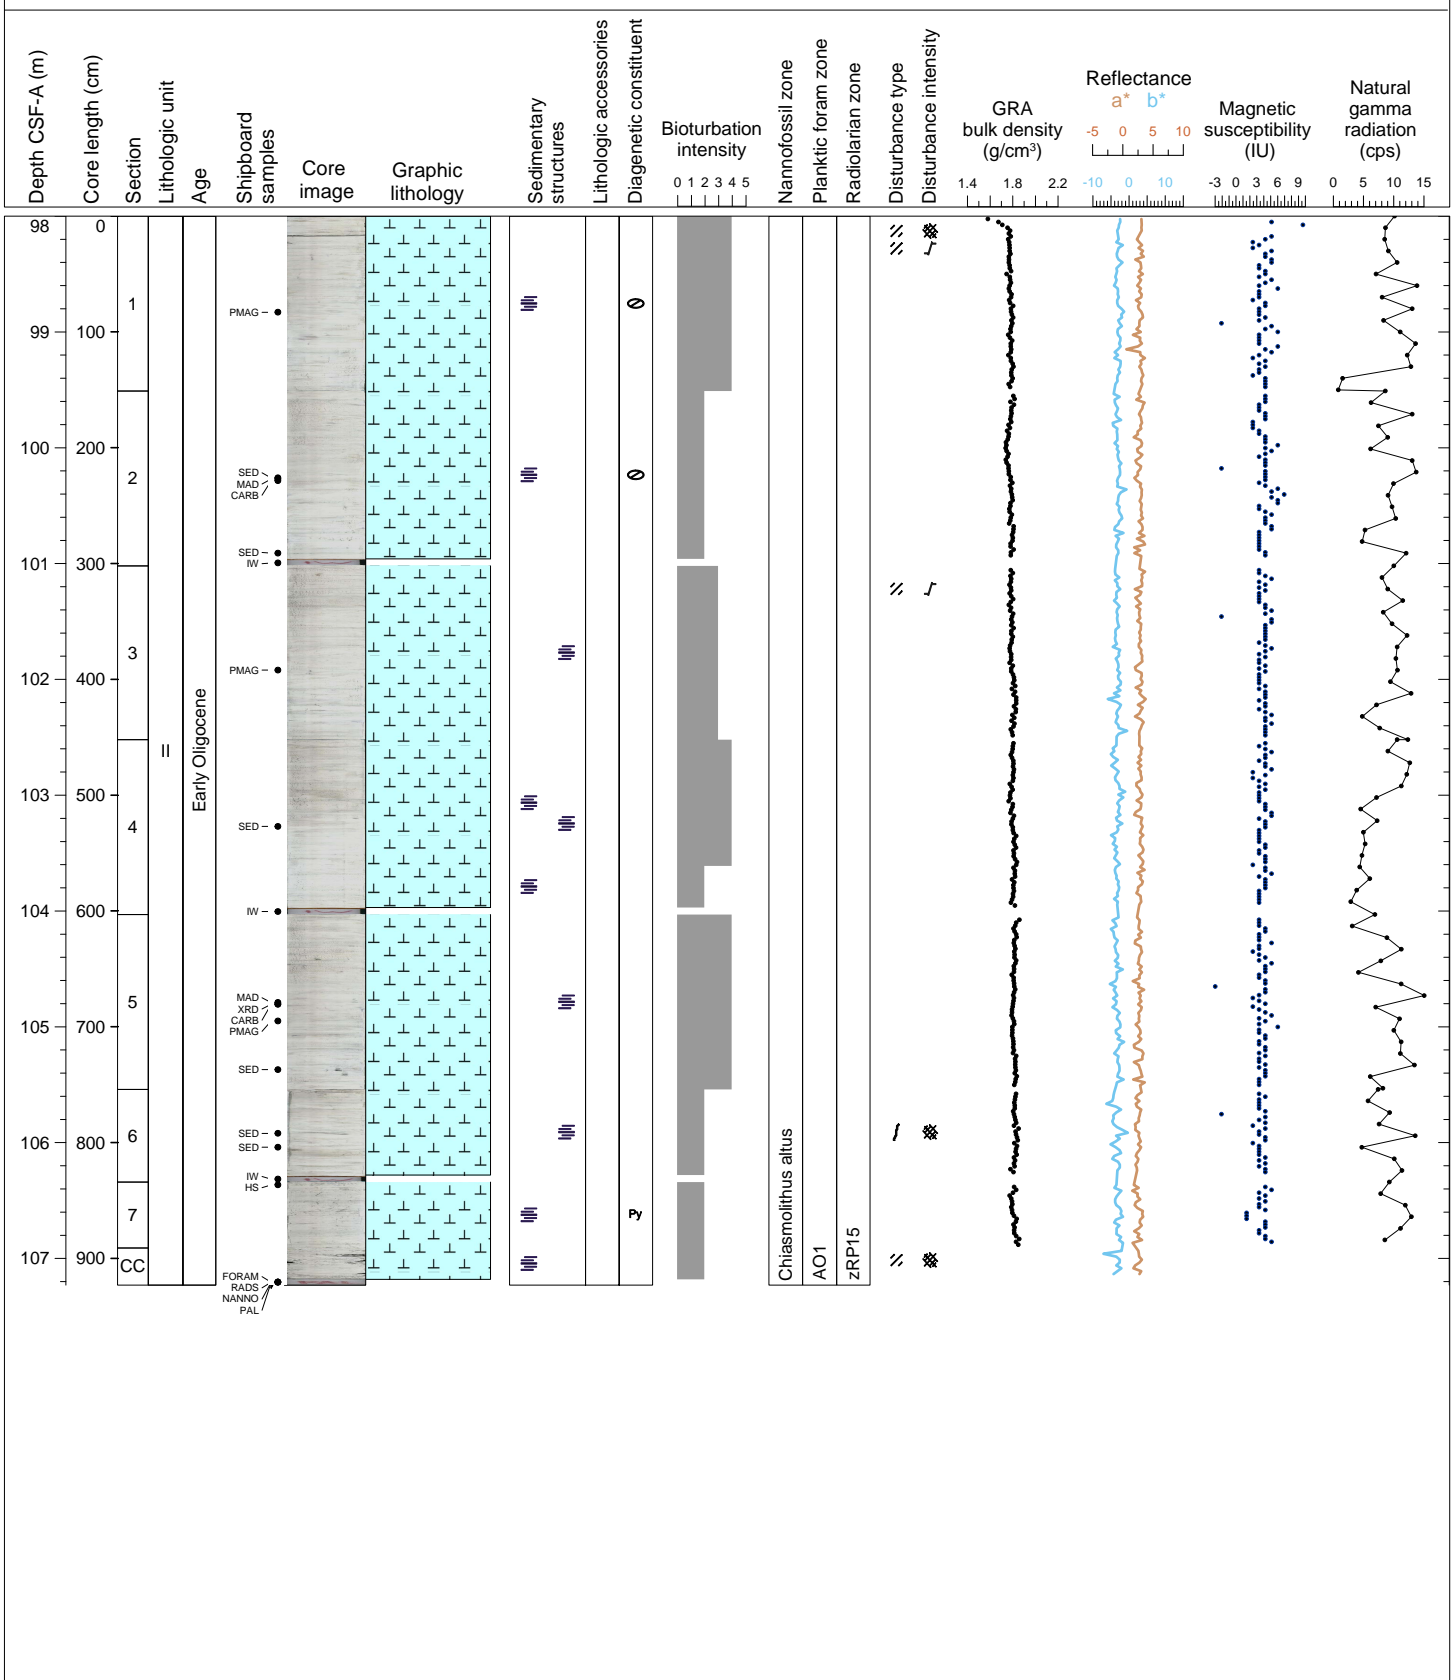 Depth CSF-A (m)
Core length (cm)
Section
Lithologic unit
Age
Shipboard
samples
Core
image
Graphic
lithology
Sedimentary
structures
Lithologic accessories
Diagenetic constituent
Bioturbation
intensity
0 1 2 3 4 5
Nannofossil zone
Planktic foram zone
Radiolarian zone
Disturbance type
Disturbance intensity
GRA
bulk density
(g/cm³)
1.4 1.8 2.2
Reflectance
a* b*
-5 0 5 10
-10 0 10
Magnetic
susceptibility
(IU)
-3 0 3 6 9
Natural
gamma
radiation
(cps)
0 5 10 15
98 0
1
PMAG
99 100
100 200
SED
2
MAD
CARB
SED
101 300 IW
3
PMAG
102 400
Early Oligocene
II
103 500
4 SED
104 600 IW
MAD
5
XRD
CARB
105 700
PMAG
SED
SED
6
106 800
SED
IW
HS
7
Py
Chiasmolithus altus
AO1
zRP15
107 900
CC
FORAM
RADS
NANNO
PAL